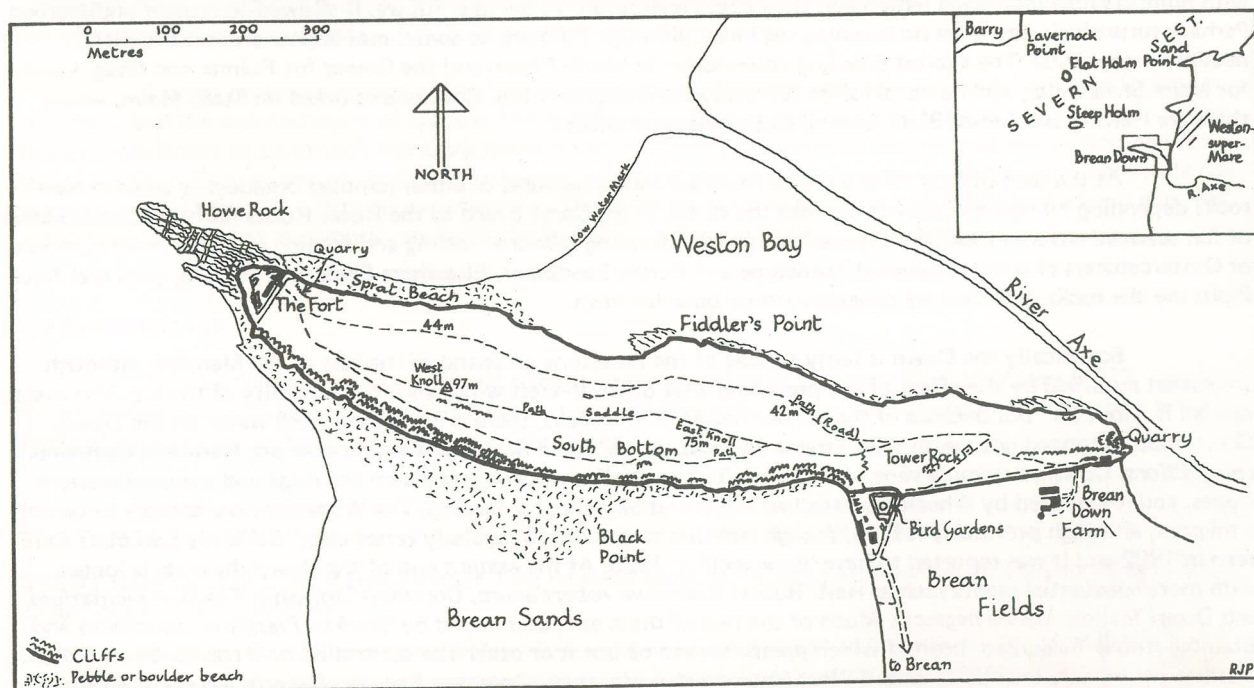 0 100 200 300
Metres
NORTH
Barry
Lavernock
Point
Sand
Point
Flat Holm
SEVERN EST.
Steep Holm
Brean Down
Weston-
super-
Mare
R. Axe
Howe Rock
Quarry
Sprat Beach
The Fort
Low Water Mark
Weston Bay
River Axe
Fiddler's Point
44m
West
Knoll 97m
Path Saddle
42m Path (Road)
East Knoll
75m Path
South Bottom
Tower Rock
Quarry
Bird Gardens
Brean
Down
Farm
Black
Point
Brean Sands
Brean
Fields
to Brean
Cliffs
Pebble or boulder beach
RJP